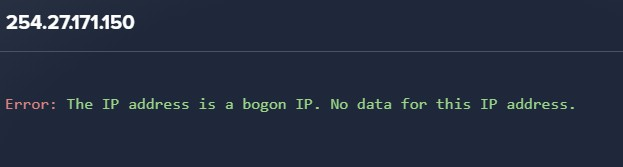 254.27.171.150
Error: The IP address is a bogon IP. No data for this IP address.